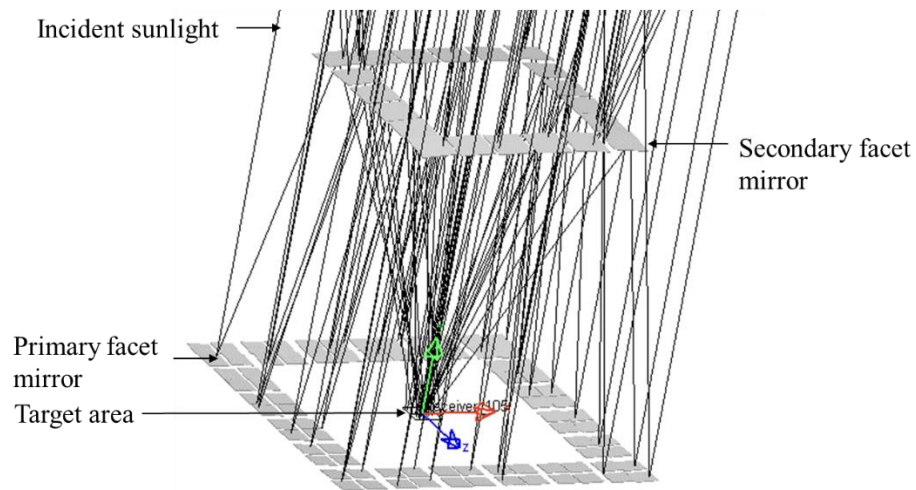 Incident sunlight
Secondary facet
mirror
Primary facet
mirror
Target area
z